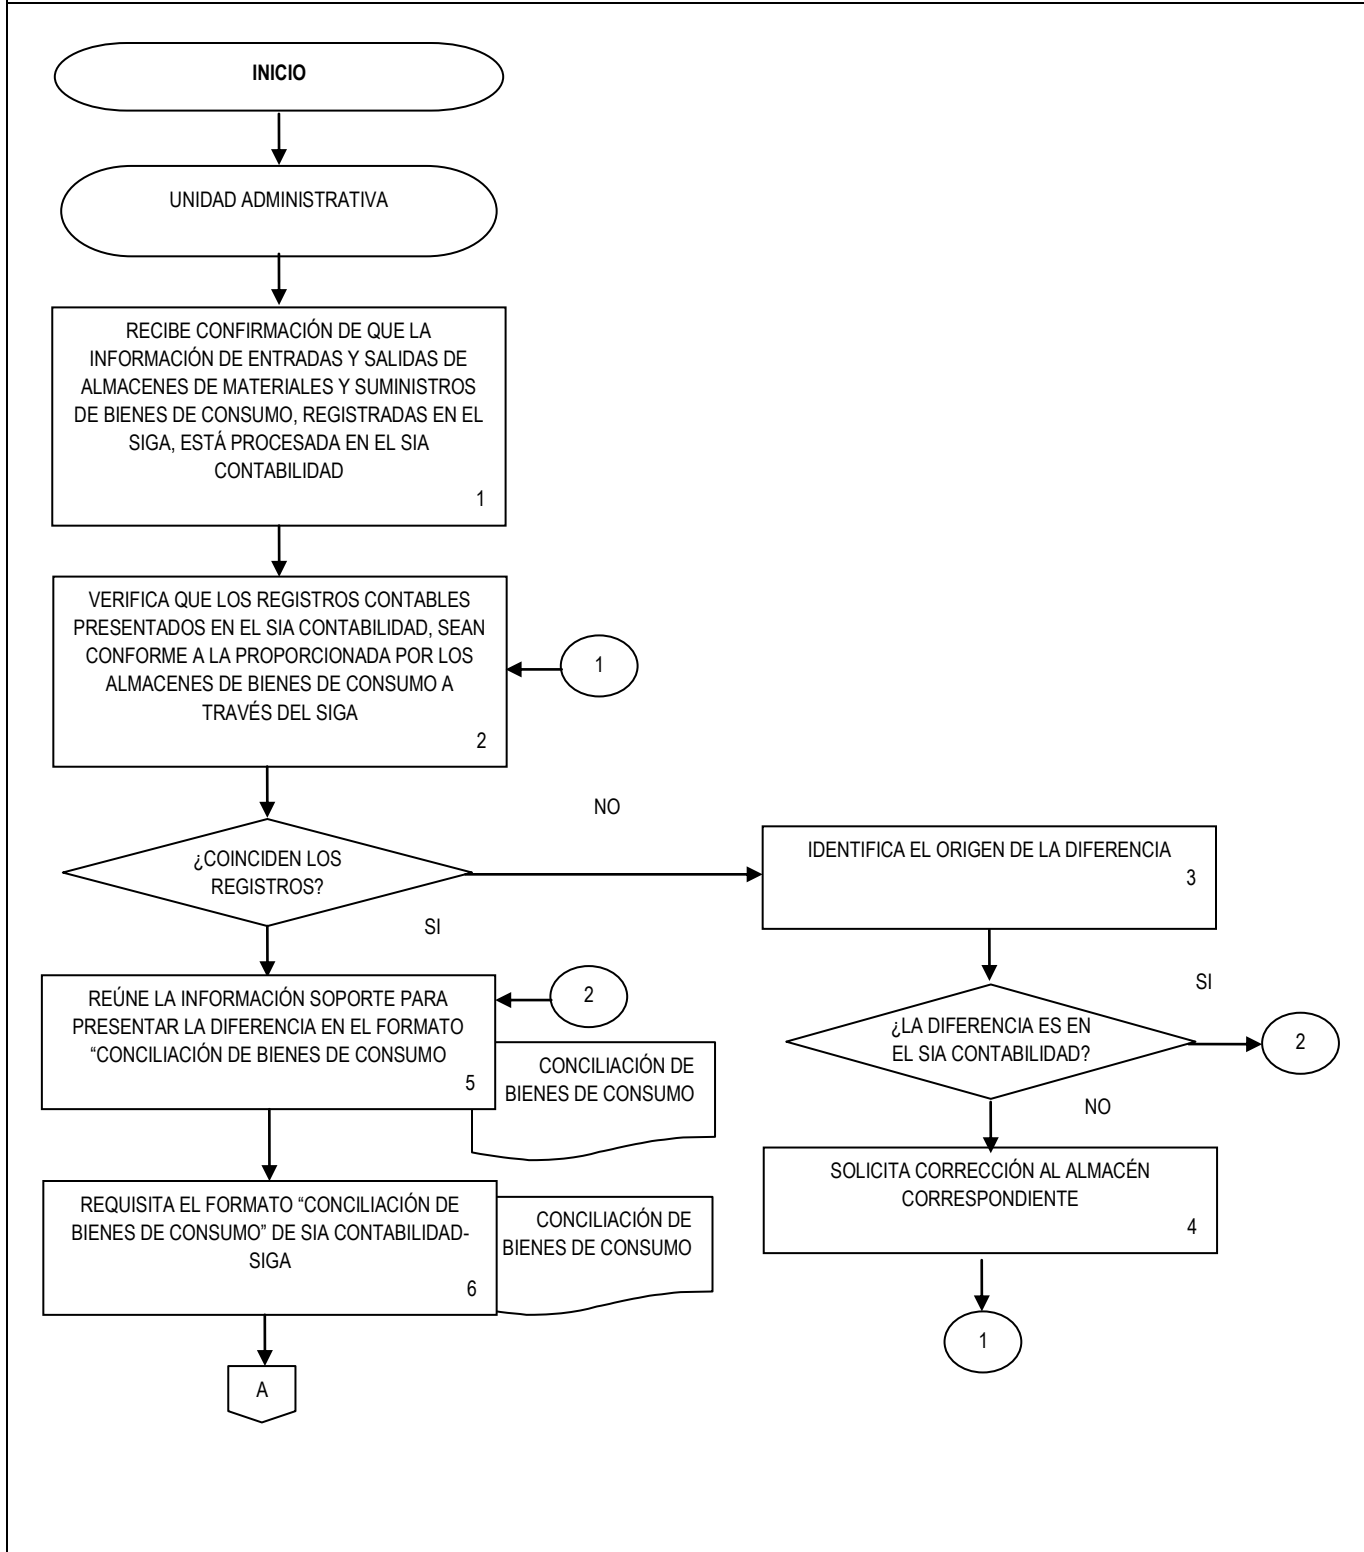 INICIO
UNIDAD ADMINISTRATIVA
RECIBE CONFIRMACIÓN DE QUE LA
INFORMACIÓN DE ENTRADAS Y SALIDAS DE
ALMACENES DE MATERIALES Y SUMINISTROS
DE BIENES DE CONSUMO, REGISTRADAS EN EL
SIGA, ESTÁ PROCESADA EN EL SIA
CONTABILIDAD
1
VERIFICA QUE LOS REGISTROS CONTABLES
PRESENTADOS EN EL SIA CONTABILIDAD, SEAN
CONFORME A LA PROPORCIONADA POR LOS
ALMACENES DE BIENES DE CONSUMO A
TRAVÉS DEL SIGA
2
1
¿COINCIDEN LOS
REGISTROS?
NO
SI
IDENTIFICA EL ORIGEN DE LA DIFERENCIA
3
¿LA DIFERENCIA ES EN
EL SIA CONTABILIDAD?
SI
2
NO
SOLICITA CORRECCIÓN AL ALMACÉN
CORRESPONDIENTE
4
1
REÚNE LA INFORMACIÓN SOPORTE PARA
PRESENTAR LA DIFERENCIA EN EL FORMATO
“CONCILIACIÓN DE BIENES DE CONSUMO
5
2
CONCILIACIÓN DE
BIENES DE CONSUMO
REQUISITA EL FORMATO “CONCILIACIÓN DE
BIENES DE CONSUMO” DE SIA CONTABILIDAD-
SIGA
6
CONCILIACIÓN DE
BIENES DE CONSUMO
A